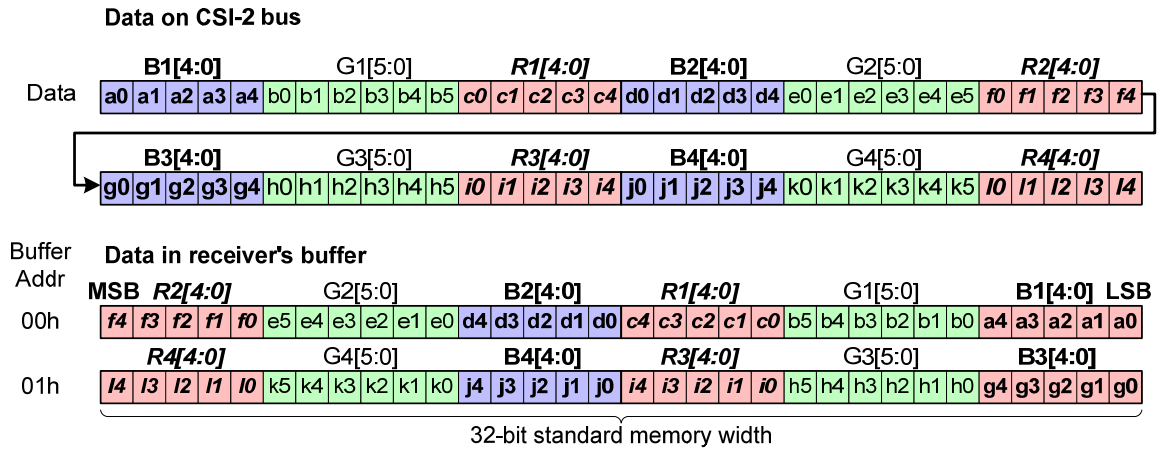 Data on CSI-2 bus
B1[4:0] G1[5:0] R1[4:0] B2[4:0] G2[5:0] R2[4:0]
Data a0 a1 a2 a3 a4 b0 b1 b2 b3 b4 b5 c0 c1 c2 c3 c4 d0 d1 d2 d3 d4 e0 e1 e2 e3 e4 e5 f0 f1 f2 f3 f4
B3[4:0] G3[5:0] R3[4:0] B4[4:0] G4[5:0] R4[4:0]
g0 g1 g2 g3 g4 h0 h1 h2 h3 h4 h5 i0 i1 i2 i3 i4 j0 j1 j2 j3 j4 k0 k1 k2 k3 k4 k5 l0 l1 l2 l3 l4
Buffer Addr
Data in receiver's buffer
MSB R2[4:0] G2[5:0] B2[4:0] R1[4:0] G1[5:0] B1[4:0] LSB
00h f4 f3 f2 f1 f0 e5 e4 e3 e2 e1 e0 d4 d3 d2 d1 d0 c4 c3 c2 c1 c0 b5 b4 b3 b2 b1 b0 a4 a3 a2 a1 a0
R4[4:0] G4[5:0] B4[4:0] R3[4:0] G3[5:0] B3[4:0]
01h l4 l3 l2 l1 l0 k5 k4 k3 k2 k1 k0 j4 j3 j2 j1 j0 i4 i3 i2 i1 i0 h5 h4 h3 h2 h1 h0 g4 g3 g2 g1 g0
32-bit standard memory width